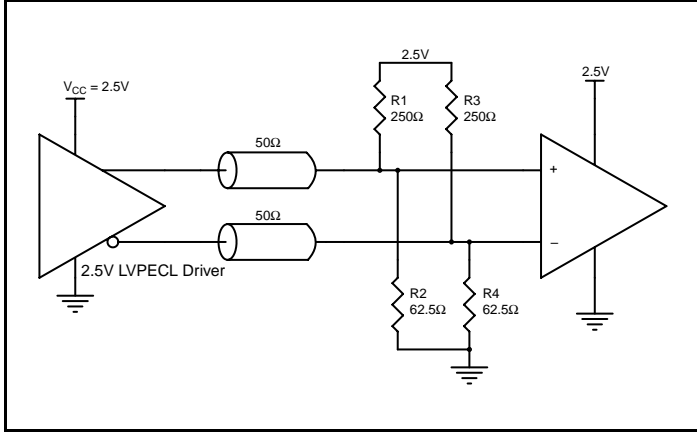 2.5V
V_CC = 2.5V
2.5V
R1
250Ω
R3
250Ω
50Ω
+
50Ω
–
2.5V LVPECL Driver
R2
62.5Ω
R4
62.5Ω